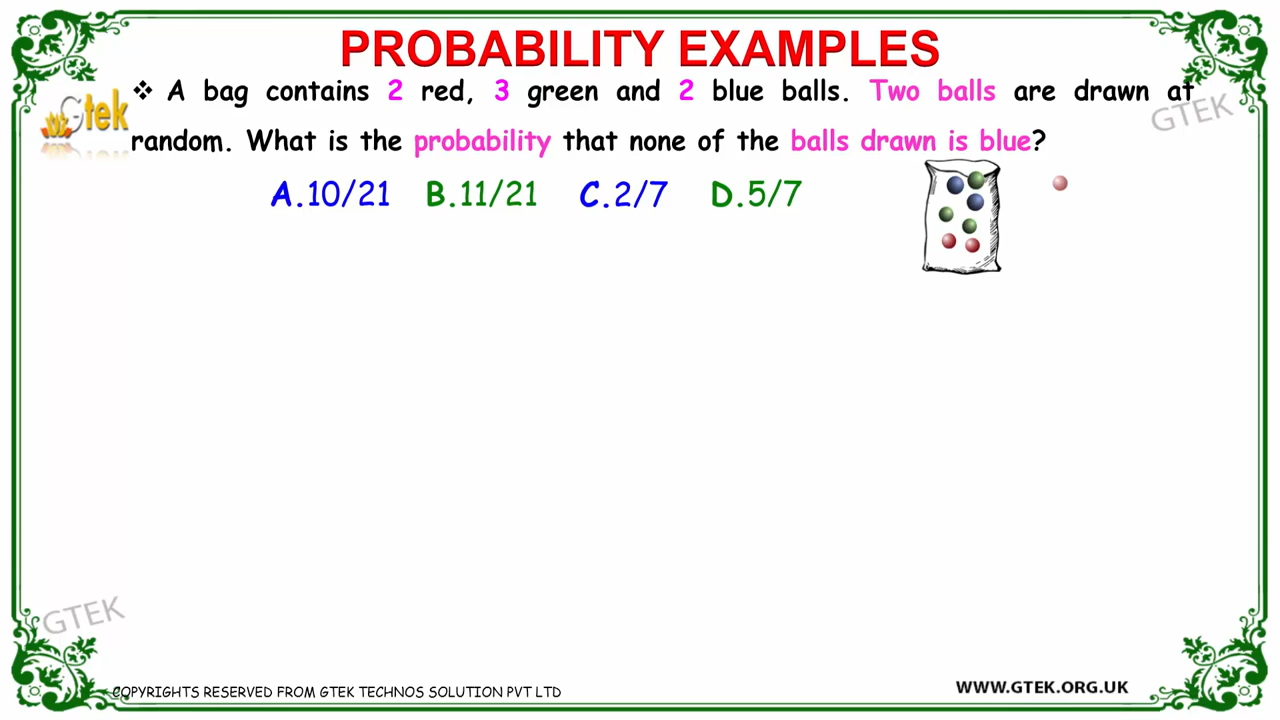 PROBABILITY EXAMPLES
❖ A bag contains 2 red, 3 green and 2 blue balls. Two balls are drawn at
random. What is the probability that none of the balls drawn is blue?
Gtek
GTEK
A.10/21 B.11/21 C.2/7 D.5/7
GTEK
COPYRIGHTS RESERVED FROM GTEK TECHNOS SOLUTION PVT LTD
WWW.GTEK.ORG.UK